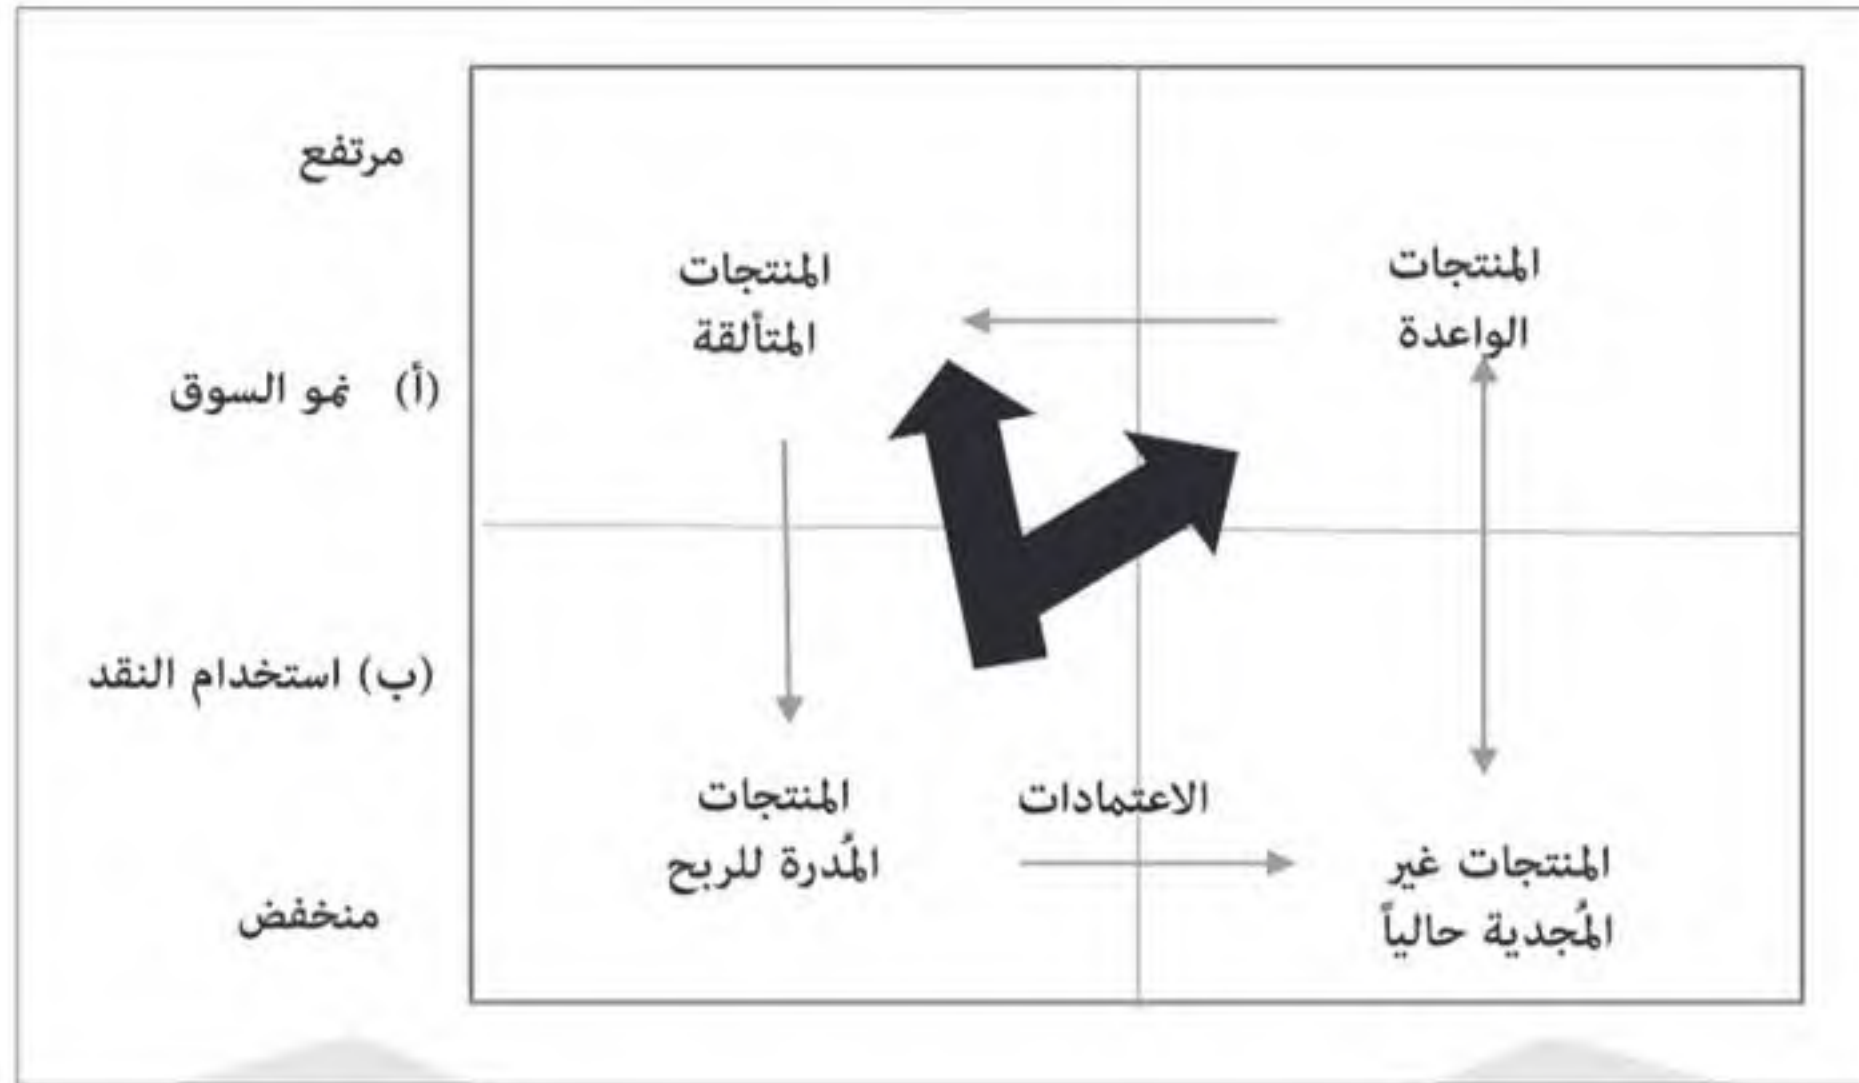 مرتفع
المنتجات
الواعدة
المنتجات
المتألقة
(أ) نمو السوق
(ب) استخدام النقد
الاعتمادات
المنتجات
المُدرة للربح
المنتجات غير
المُجدية حالياً
منخفض